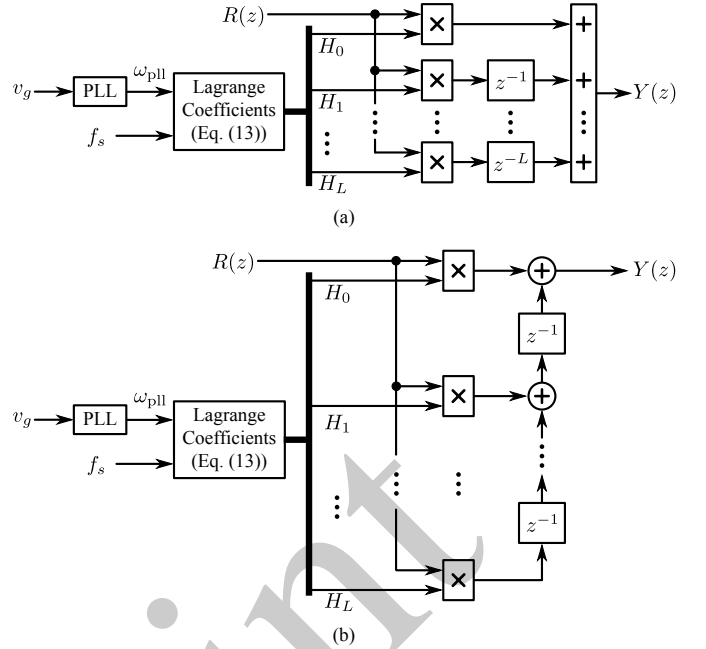 R(z)
H_0
v_g PLL ω_pll Lagrange Coefficients (Eq. (13))
f_s
H_1
H_L
× × ×
z^{-1}
z^{-L}
+ + +
Y(z)
(a)
R(z)
H_0
× + Y(z)
z^{-1}
v_g PLL ω_pll Lagrange Coefficients (Eq. (13))
f_s
H_1
× +
z^{-1}
H_L
×
(b)
int